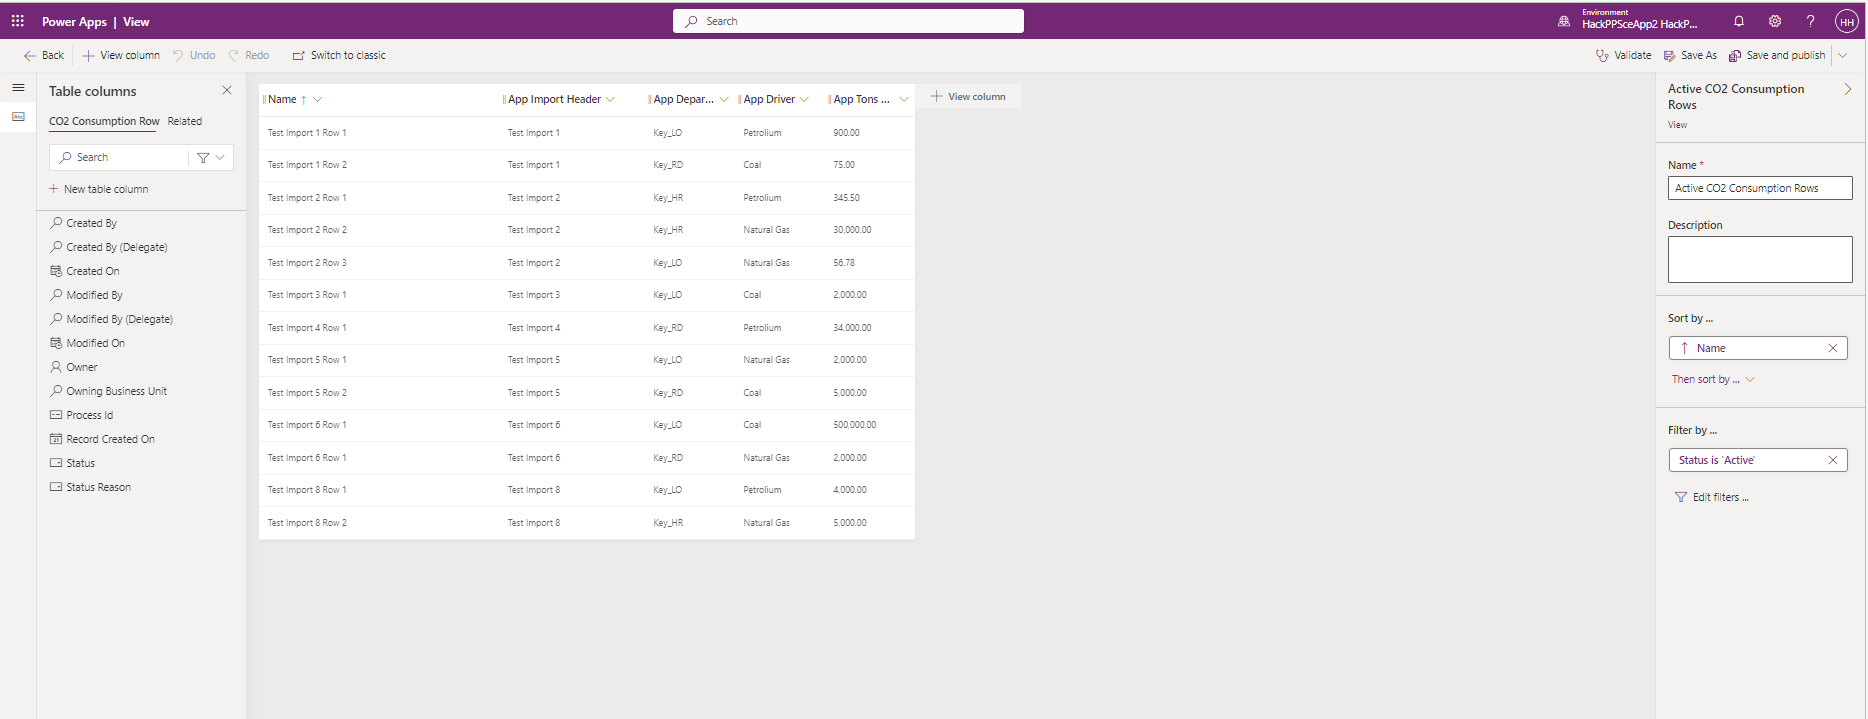 Power Apps | View
Search
Environment
HackPPSceApp2 HackP...
HH
Back
View column
Undo
Redo
Switch to classic
Validate
Save As
Save and publish
Table columns
CO2 Consumption Row Related
Search
New table column
Created By
Created By (Delegate)
Created On
Modified By
Modified By (Delegate)
Modified On
Owner
Owning Business Unit
Process Id
Record Created On
Status
Status Reason
Name App Import Header App Depar... App Driver App Tons ...
View column
Test Import 1 Row 1 Test Import 1 Key_LO Petrolium 900.00
Test Import 1 Row 2 Test Import 1 Key_RD Coal 75.00
Test Import 2 Row 1 Test Import 2 Key_HR Petrolium 345.50
Test Import 2 Row 2 Test Import 2 Key_HR Natural Gas 30,000.00
Test Import 2 Row 3 Test Import 2 Key_LO Natural Gas 56.78
Test Import 3 Row 1 Test Import 3 Key_LO Coal 2,000.00
Test Import 4 Row 1 Test Import 4 Key_RD Petrolium 34,000.00
Test Import 5 Row 1 Test Import 5 Key_LO Natural Gas 2,000.00
Test Import 5 Row 2 Test Import 5 Key_RD Coal 5,000.00
Test Import 6 Row 1 Test Import 6 Key_LO Coal 500,000.00
Test Import 6 Row 1 Test Import 6 Key_RD Natural Gas 2,000.00
Test Import 8 Row 1 Test Import 8 Key_LO Petrolium 4,000.00
Test Import 8 Row 2 Test Import 8 Key_HR Natural Gas 5,000.00
Active CO2 Consumption
Rows
View
Name *
Active CO2 Consumption Rows
Description
Sort by ...
Name
Then sort by ...
Filter by ...
Status is 'Active'
Edit filters ...